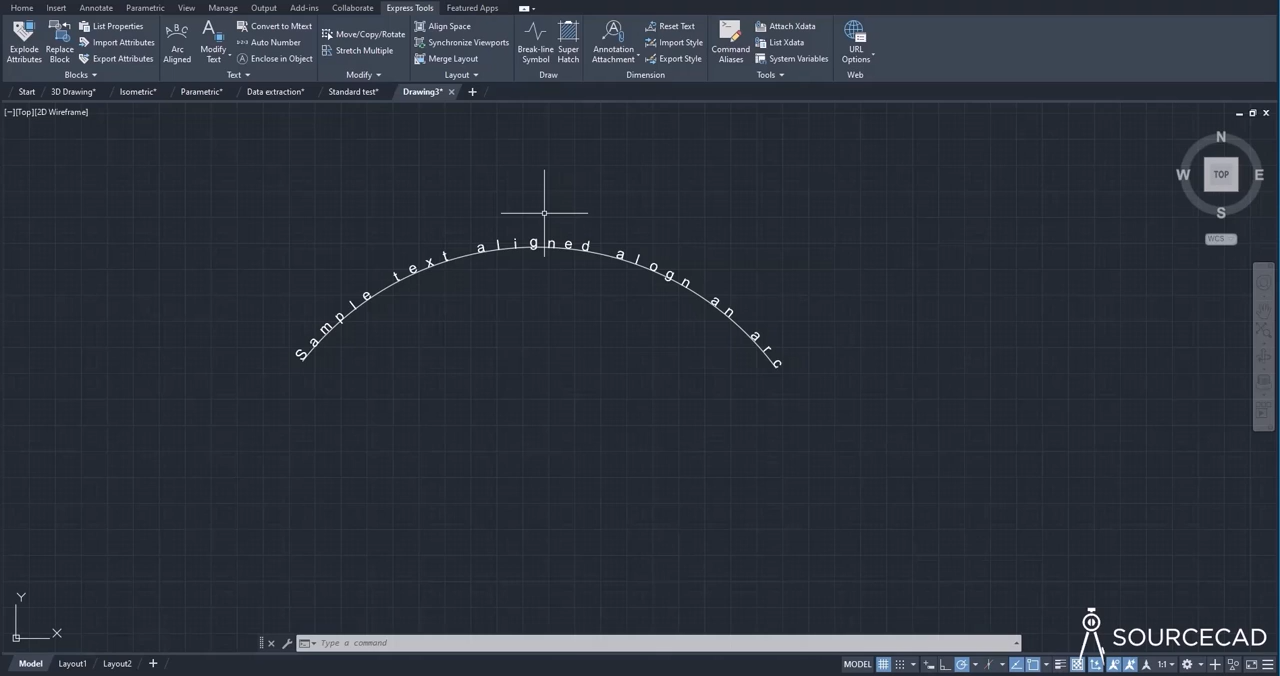 Home Insert Annotate Parametric View Manage Output Add-ins Collaborate Express Tools Featured Apps
Explode Attributes
Replace Block
List Properties
Import Attributes
Export Attributes
Blocks
Arc Aligned
Modify Text
Convert to Mtext
Auto Number
Enclose in Object
Text
Move/Copy/Rotate
Stretch Multiple
Modify
Align Space
Synchronize Viewports
Merge Layout
Layout
Break-line Symbol
Super Hatch
Draw
Annotation Attachment
Reset Text
Import Style
Export Style
Dimension
Command Aliases
Attach Xdata
List Xdata
System Variables
Tools
URL Options
Web
Start 3D Drawing* Isometric* Parametric* Data extraction* Standard test* Drawing3*
[−][Top][2D Wireframe]
N
W TOP E
S
WCS
Sample text aligned alogn an arc
Y
X
Type a command
SOURCECAD
Model Layout1 Layout2
MODEL 1:1